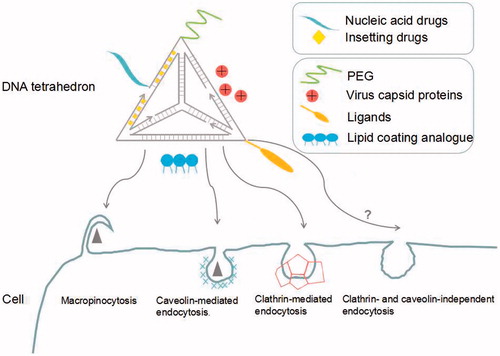 Nucleic acid drugs
Insetting drugs
DNA tetrahedron
PEG
Virus capsid proteins
Ligands
Lipid coating analogue
?
Cell
Macropinocytosis
Caveolin-mediated
endocytosis
Clathrin-mediated
endocytosis
Clathrin- and caveolin-independent
endocytosis